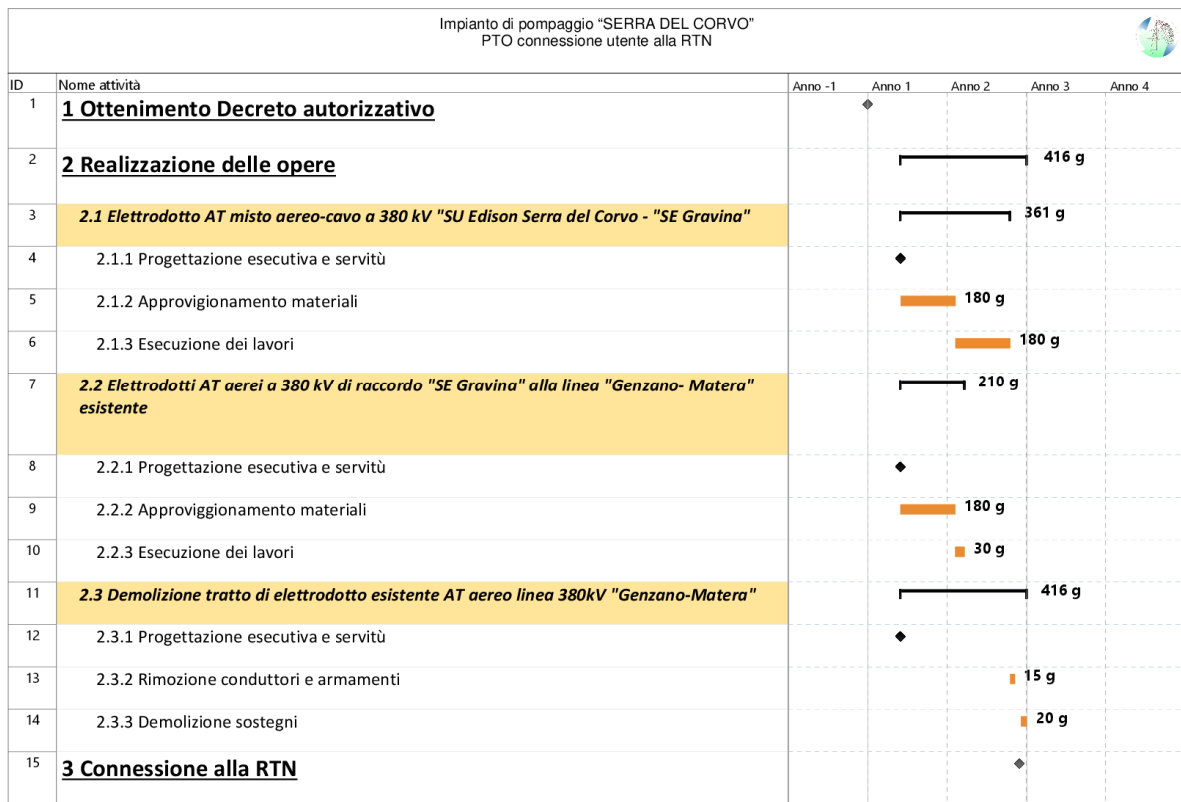 Impianto di pompaggio “SERRA DEL CORVO”
PTO connessione utente alla RTN
ID Nome attività Anno -1 Anno 1 Anno 2 Anno 3 Anno 4
1 1 Ottenimento Decreto autorizzativo
2 2 Realizzazione delle opere 416 g
3 2.1 Elettrodotto AT misto aereo-cavo a 380 kV "SU Edison Serra del Corvo - "SE Gravina" 361 g
4 2.1.1 Progettazione esecutiva e servitù
5 2.1.2 Approvigionamento materiali 180 g
6 2.1.3 Esecuzione dei lavori 180 g
7 2.2 Elettrodotti AT aerei a 380 kV di raccordo "SE Gravina" alla linea "Genzano- Matera" 210 g
esistente
8 2.2.1 Progettazione esecutiva e servitù
9 2.2.2 Approviggionamento materiali 180 g
10 2.2.3 Esecuzione dei lavori 30 g
11 2.3 Demolizione tratto di elettrodotto esistente AT aereo linea 380kV "Genzano-Matera" 416 g
12 2.3.1 Progettazione esecutiva e servitù
13 2.3.2 Rimozione conduttori e armamenti 15 g
14 2.3.3 Demolizione sostegni 20 g
15 3 Connessione alla RTN